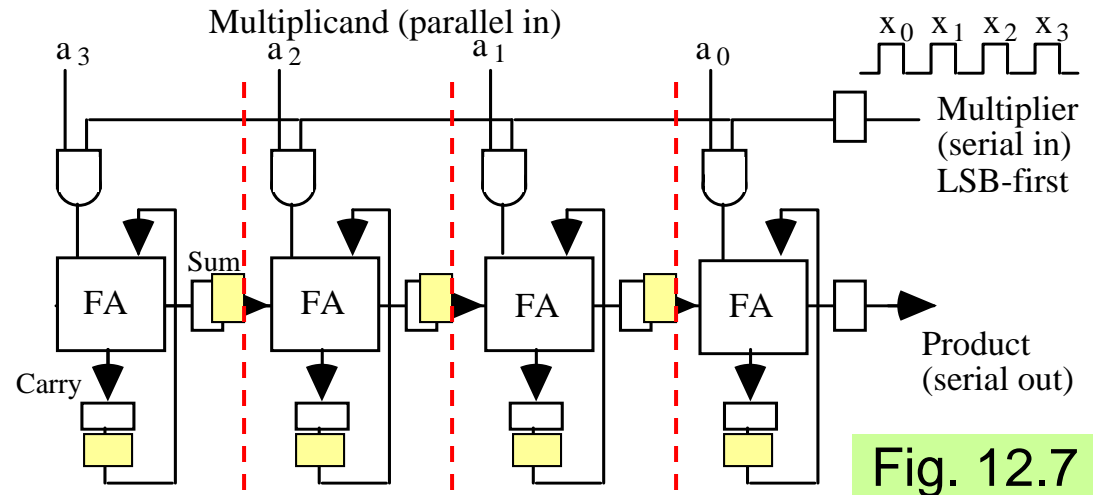 Multiplicand (parallel in)
a3 a2 a1 a0
x0 x1 x2 x3
Multiplier
(serial in)
LSB-first
Sum
FA FA FA FA
Carry
Product
(serial out)
Fig. 12.7